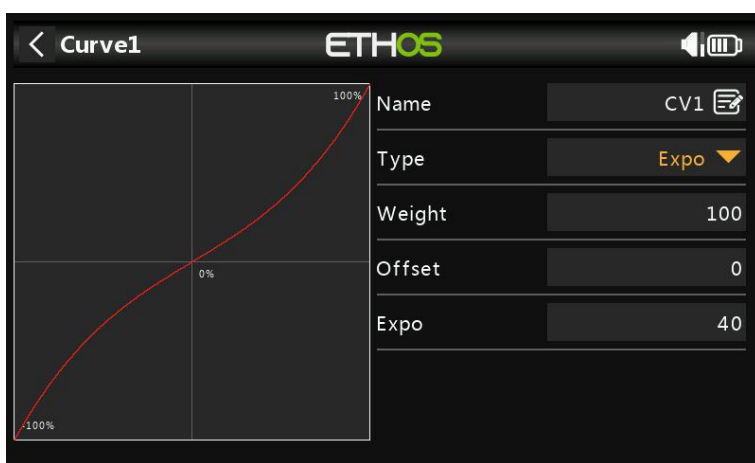 Curve1
ETHOS
100%
0%
-100%
Name CV1
Type Expo
Weight 100
Offset 0
Expo 40